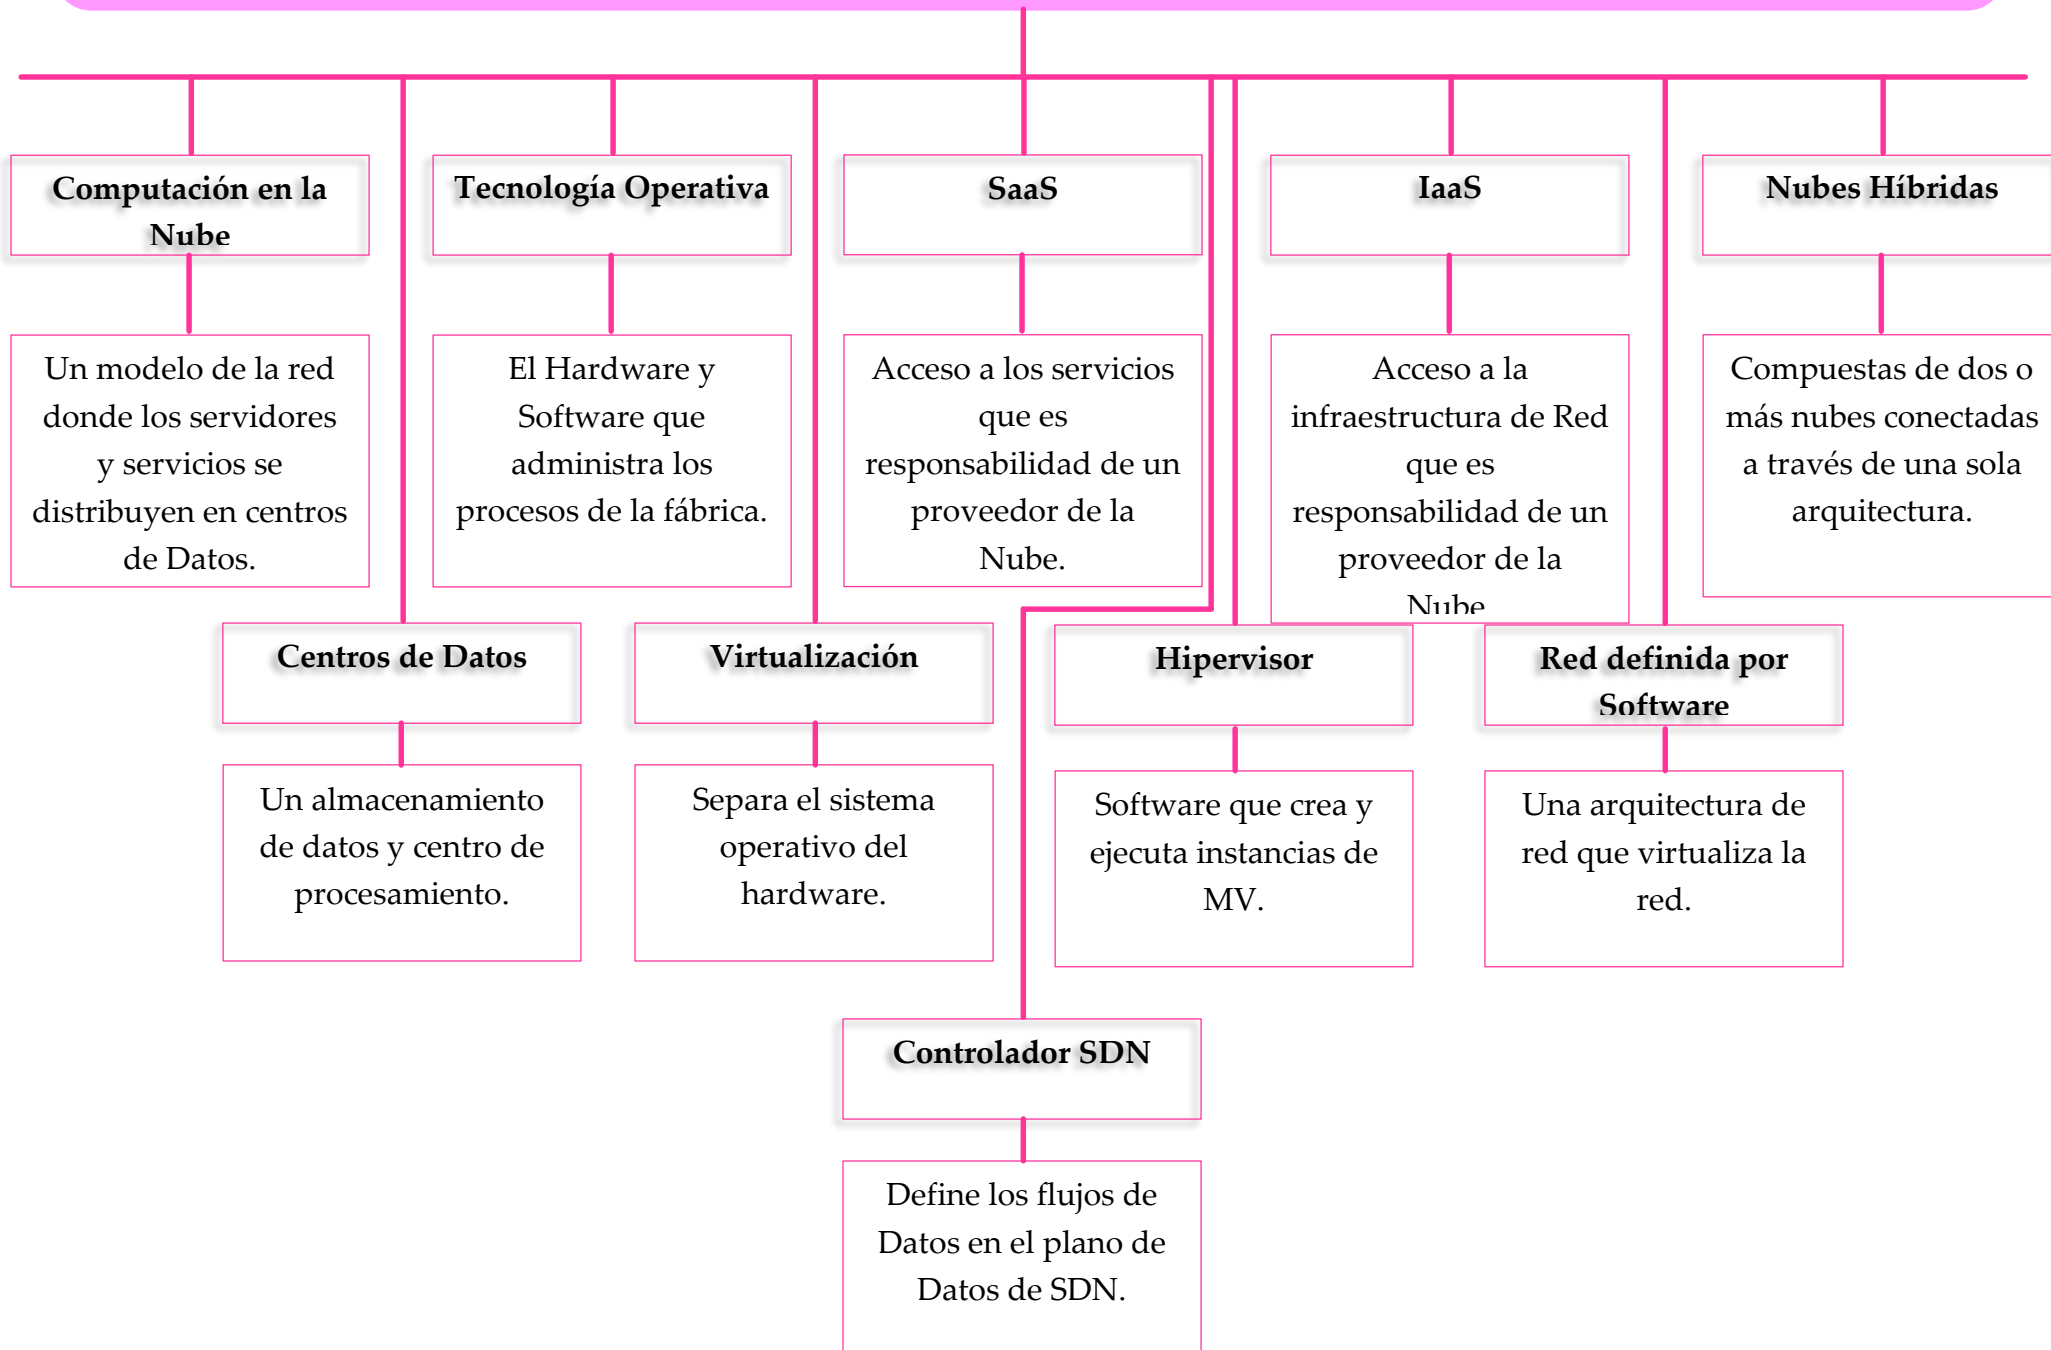 Computación en la
Nube
Tecnología Operativa
SaaS
IaaS
Nubes Híbridas
Un modelo de la red
donde los servidores
y servicios se
distribuyen en centros
de Datos.
El Hardware y
Software que
administra los
procesos de la fábrica.
Acceso a los servicios
que es
responsabilidad de un
proveedor de la
Nube.
Acceso a la
infraestructura de Red
que es
responsabilidad de un
proveedor de la
Nube
Compuestas de dos o
más nubes conectadas
a través de una sola
arquitectura.
Centros de Datos
Virtualización
Hipervisor
Red definida por
Software
Un almacenamiento
de datos y centro de
procesamiento.
Separa el sistema
operativo del
hardware.
Software que crea y
ejecuta instancias de
MV.
Una arquitectura de
red que virtualiza la
red.
Controlador SDN
Define los flujos de
Datos en el plano de
Datos de SDN.